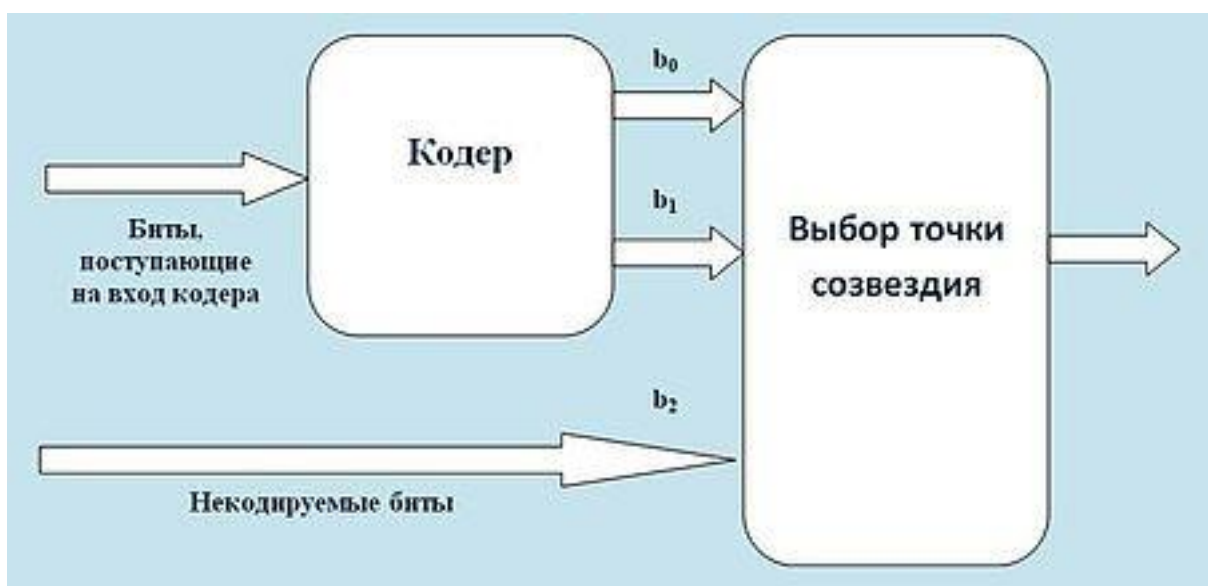 b₀
Кодер
b₁
Биты,
поступающие
на вход кодера
Выбор точки
созвездия
b₂
Некодируемые биты